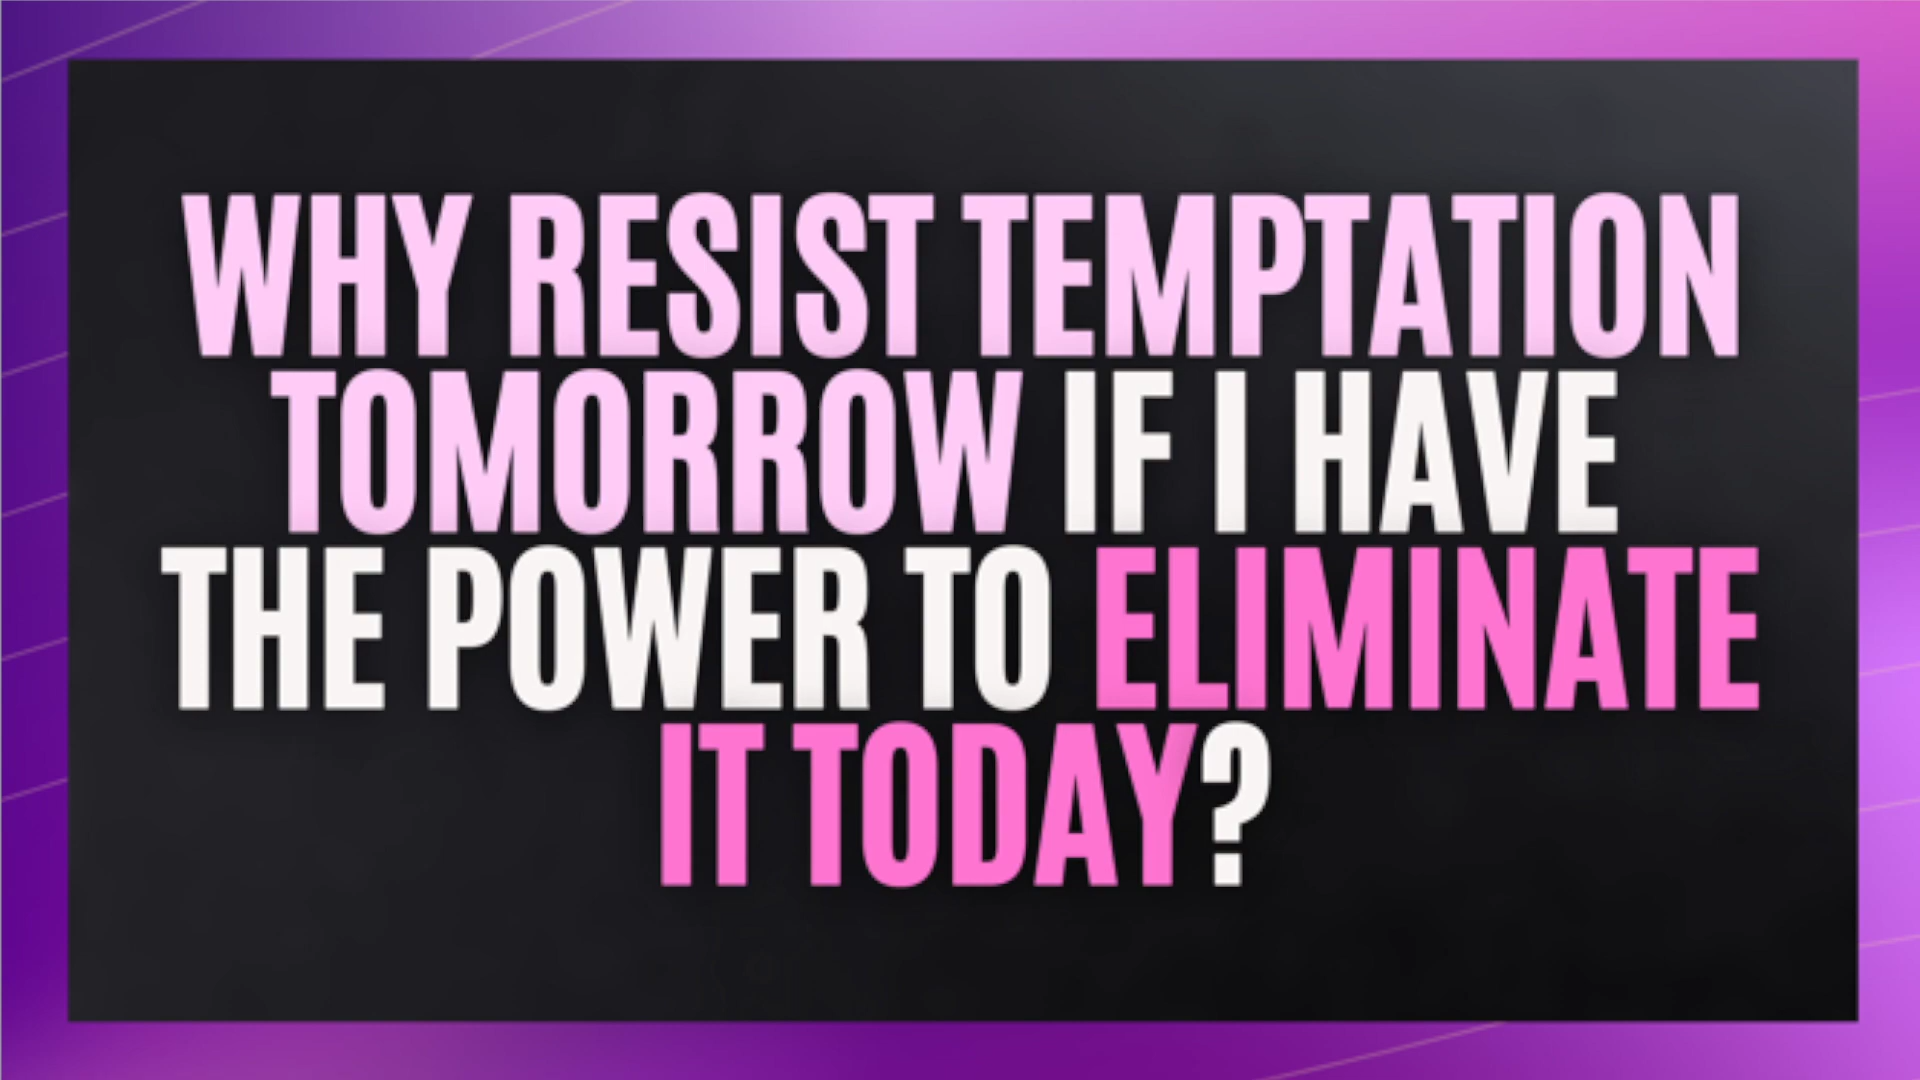 WHY RESIST TEMPTATION
TOMORROW IF I HAVE
THE POWER TO ELIMINATE
IT TODAY?